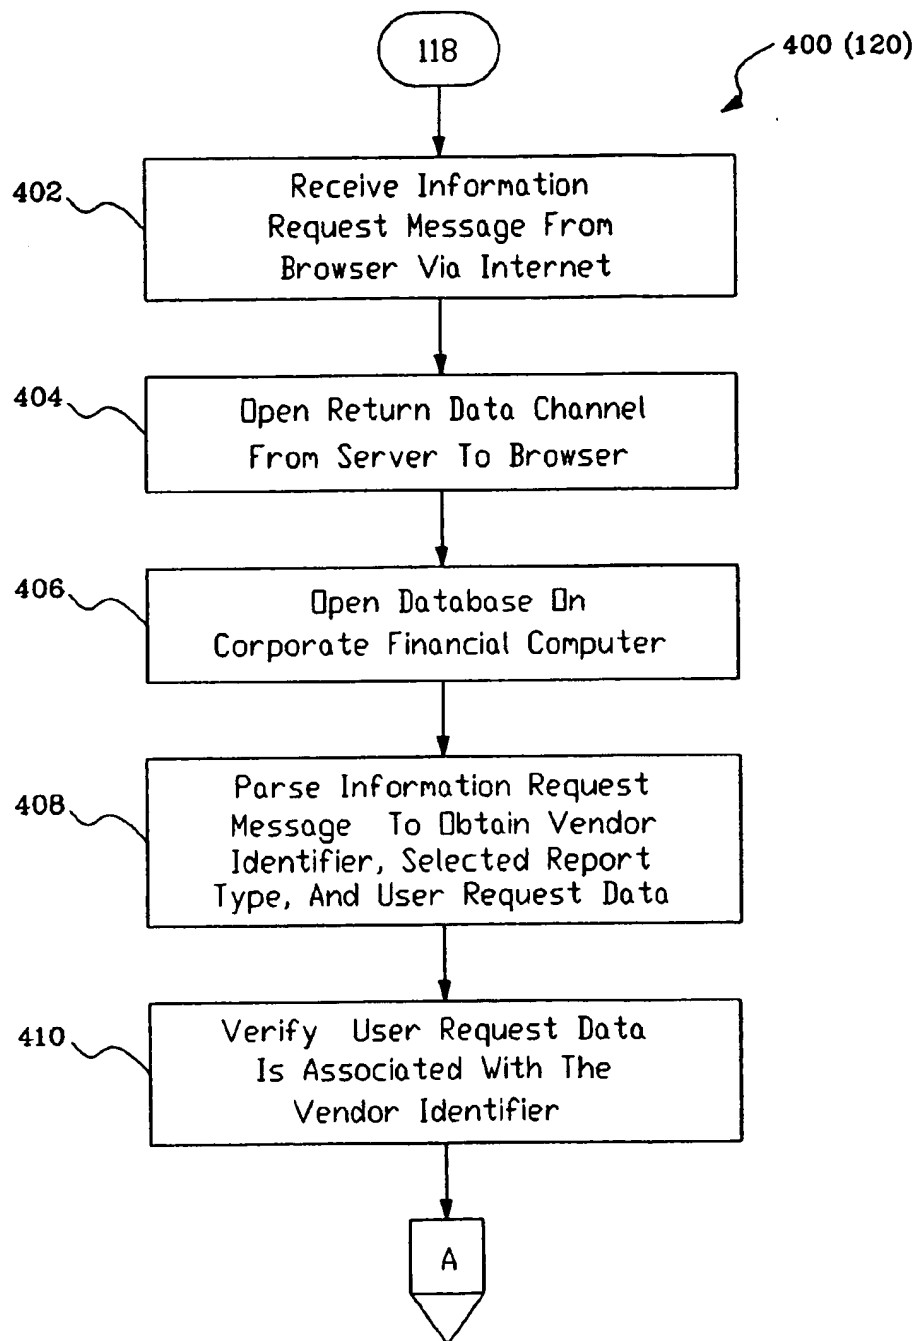 118
400 (120)
402
Receive Information
Request Message From
Browser Via Internet
404
Open Return Data Channel
From Server To Browser
406
Open Database On
Corporate Financial Computer
408
Parse Information Request
Message To Obtain Vendor
Identifier, Selected Report
Type, And User Request Data
410
Verify User Request Data
Is Associated With The
Vendor Identifier
A